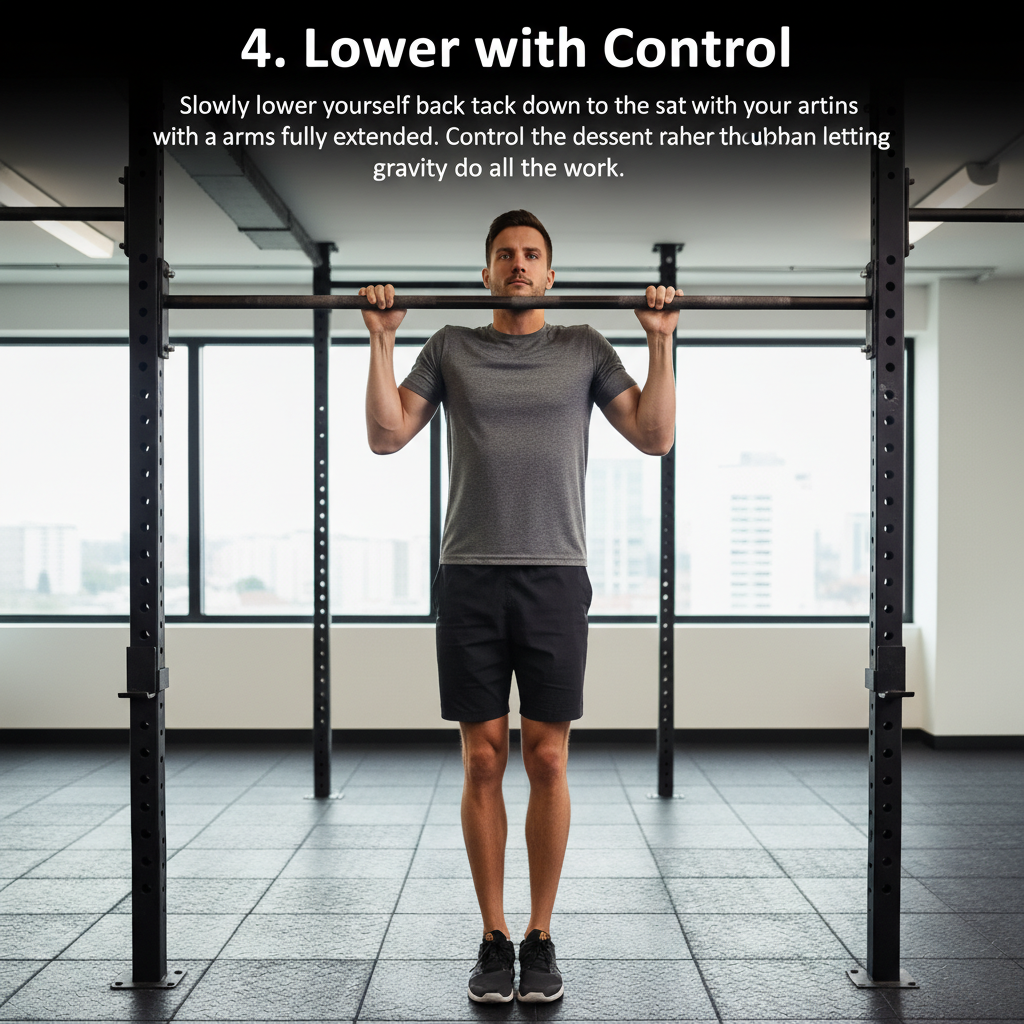 4. Lower with Control
Slowly lower yourself back tack down to the sat with your artins
with a arms fully extended. Control the dessent raher letting
gravity do all the work.